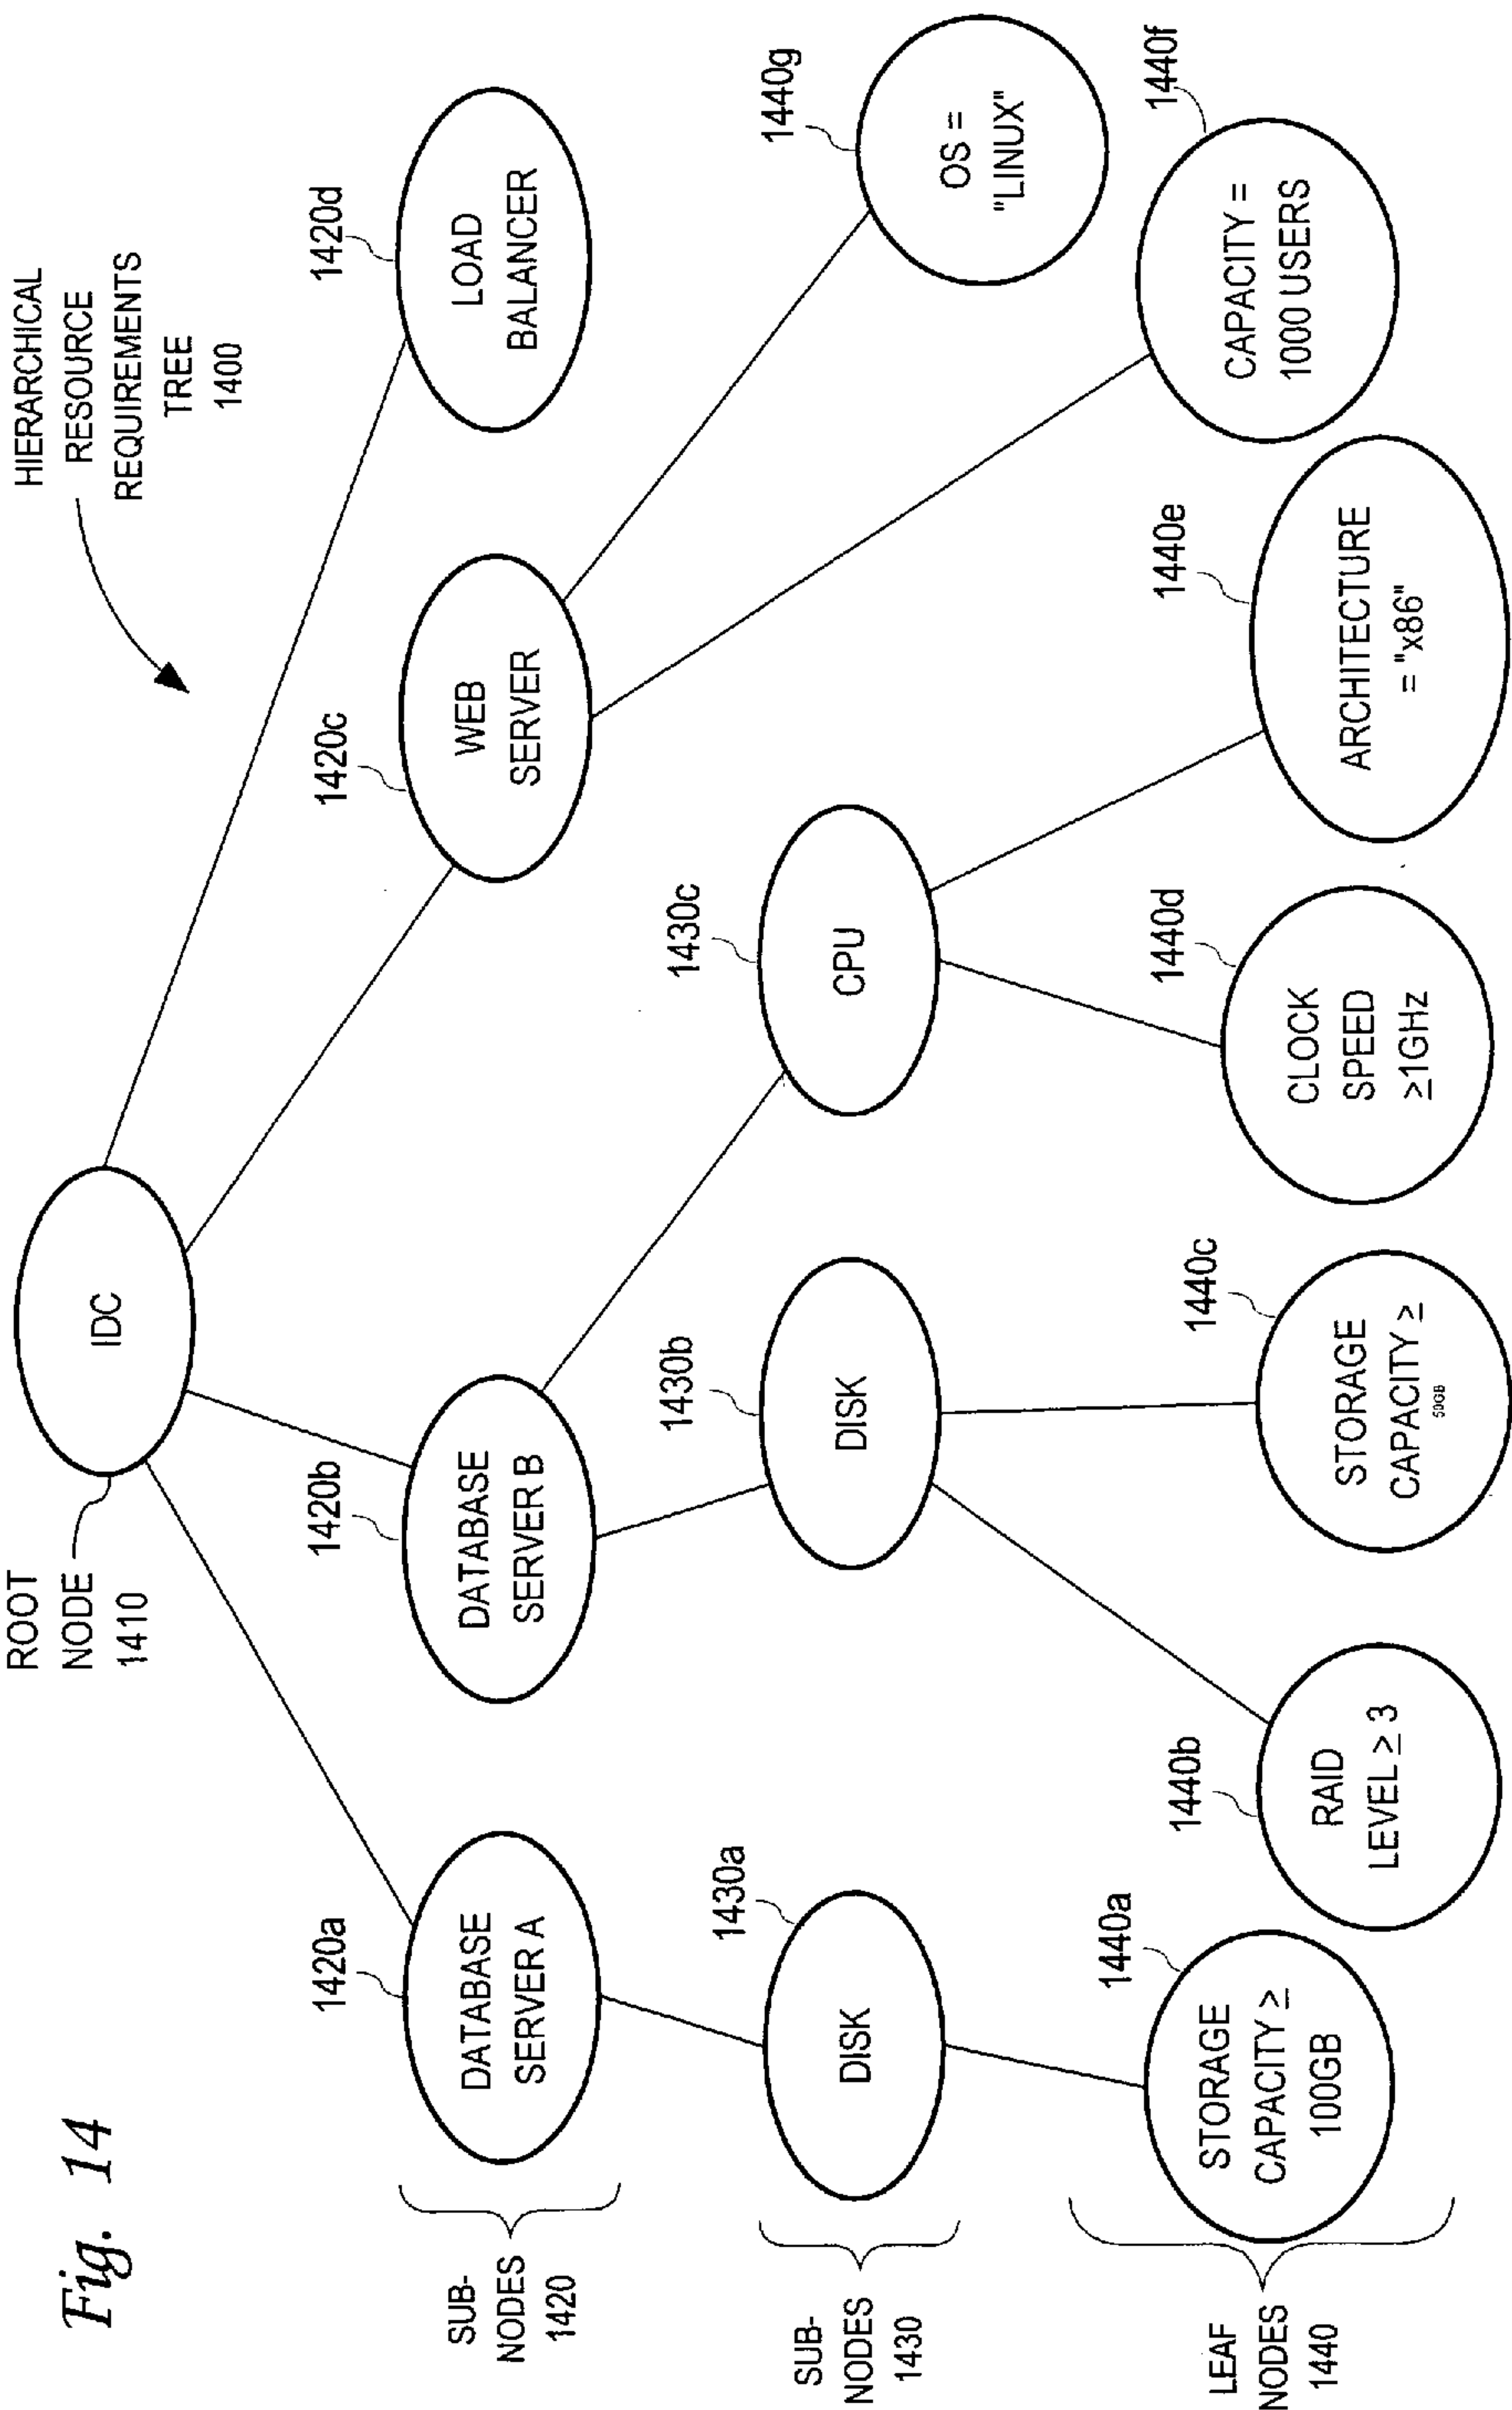 Fig. 14
HIERARCHICAL
RESOURCE
REQUIREMENTS
TREE
1400
ROOT
NODE
1410
IDC
SUB-
NODES
1420
1420a
DATABASE
SERVER A
1420b
DATABASE
SERVER B
1420c
WEB
SERVER
1420d
LOAD
BALANCER
SUB-
NODES
1430
1430a
DISK
1430b
DISK
1430c
CPU
1440g
OS =
"LINUX"
LEAF
NODES
1440
1440a
STORAGE
CAPACITY ≥
100GB
1440b
RAID
LEVEL ≥ 3
1440c
STORAGE
CAPACITY ≥
50GB
1440d
CLOCK
SPEED
≥1GHz
1440e
ARCHITECTURE
= "x86"
1440f
CAPACITY =
1000 USERS